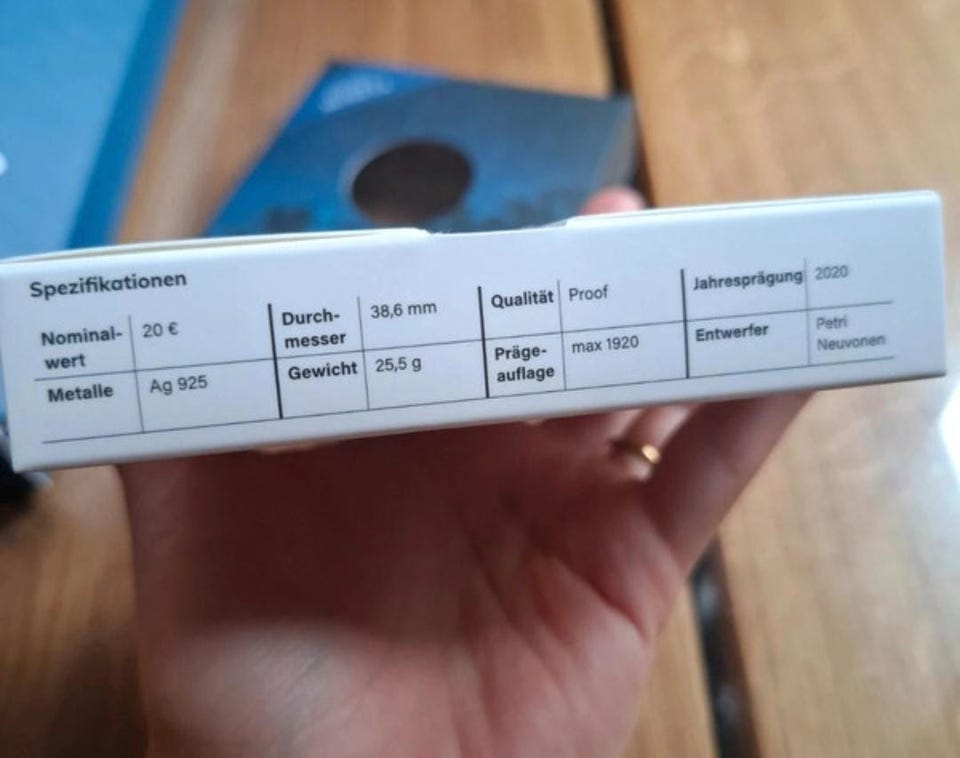 Spezifikationen
Nominal-
wert
20 €
Metalle
Ag 925
Durch-
messer
38,6 mm
Gewicht
25,5 g
Qualität
Proof
Präge-
auflage
max 1920
Jahresprägung
2020
Entwerfer
Petri
Neuvonen